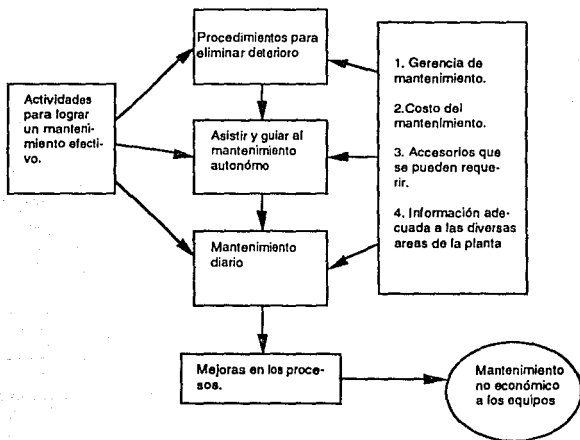 Procedimientos para
eliminar deterioro
Actividades
para lograr
un manteni-
miento efecti-
vo.
Asistir y guiar al
mantenimiento
autonómo
Mantenimiento
diario
1. Gerencia de
mantenimiento.
2.Costo del
mantenimiento.
3. Accesorios que
se pueden reque-
rir.
4. Información ade-
cuada a las diversas
areas de la planta
Mejoras en los proce-
sos.
Mantenimiento
no económico
a los equipos